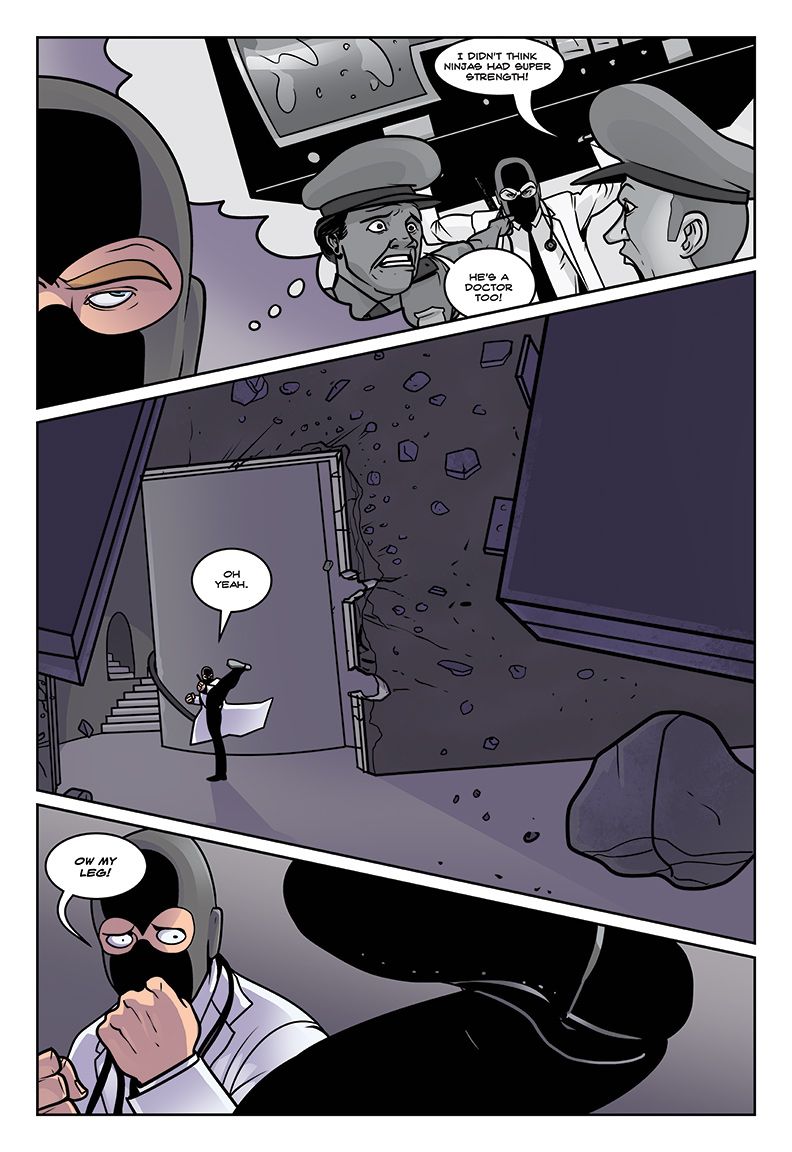 I DIDN'T THINK
NINJAS HAD SUPER
STRENGTH!
HE'S A
DOCTOR
TOO!
OH
YEAH.
OW MY
LEG!